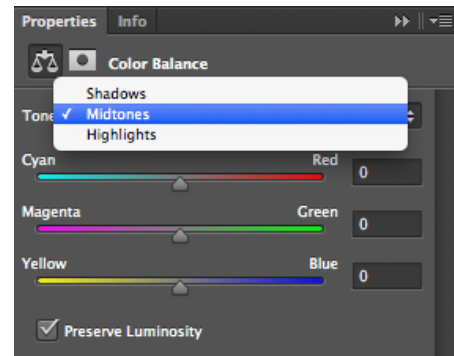 Properties Info
Color Balance
Shadows
Tone ✓ Midtones
Highlights
Cyan Red 0
Magenta Green 0
Yellow Blue 0
Preserve Luminosity